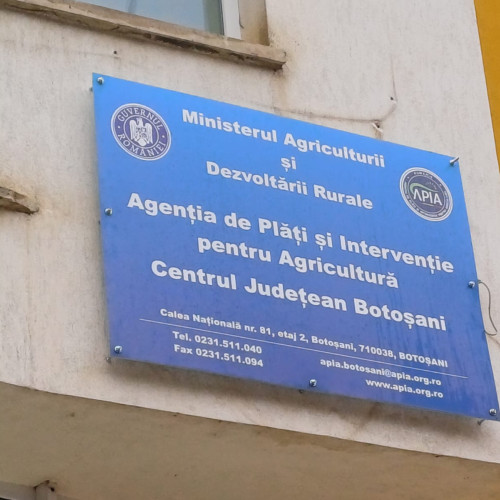 GUVERNUL ROMÂNIEI
Ministerul Agriculturii
și
Dezvoltării Rurale
APIA
Agenția de Plăți și Intervenție
pentru Agricultură
Centrul Județean Botoșani
Calea Națională nr. 81, etaj 2, Botoșani, 710038, BOTOȘANI
Tel. 0231.511.040
Fax 0231.511.094
apia.botosani@apia.org.ro
www.apia.org.ro